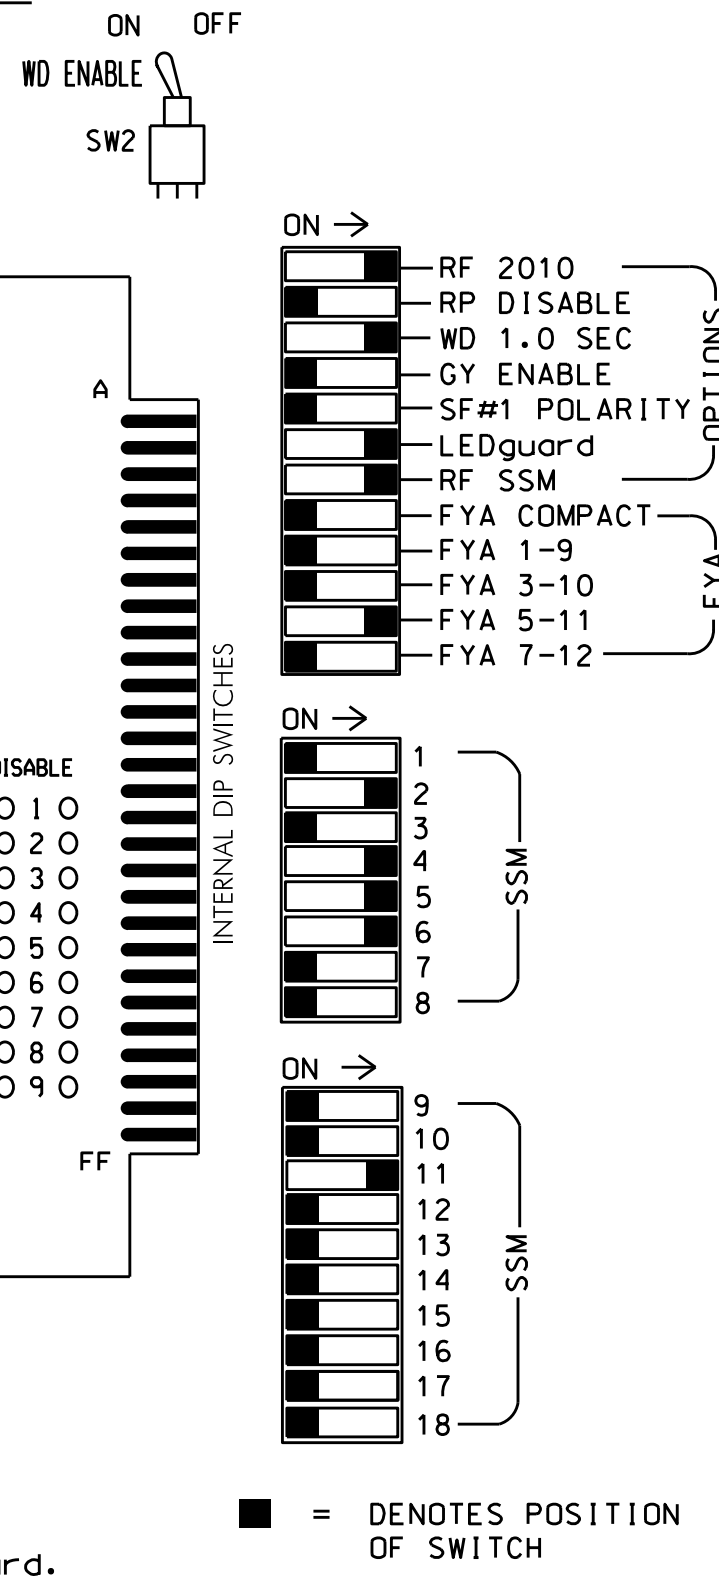 ON OFF
WD ENABLE
SW2
ON
RF 2010
RP DISABLE
WD 1.0 SEC
GY ENABLE
SF#1 POLARITY
LEDguard
RF SSM
OPTIONS
FYA COMPACT
FYA 1-9
FYA 3-10
FYA 5-11
FYA 7-12
FYA
A
FF
INTERNAL DIP SWITCHES
ISABLE
1
2
3
4
5
6
7
8
9
ON
1
2
3
4
5
6
7
8
SSM
ON
9
10
11
12
13
14
15
16
17
18
SSM
= DENOTES POSITION
OF SWITCH
rd.